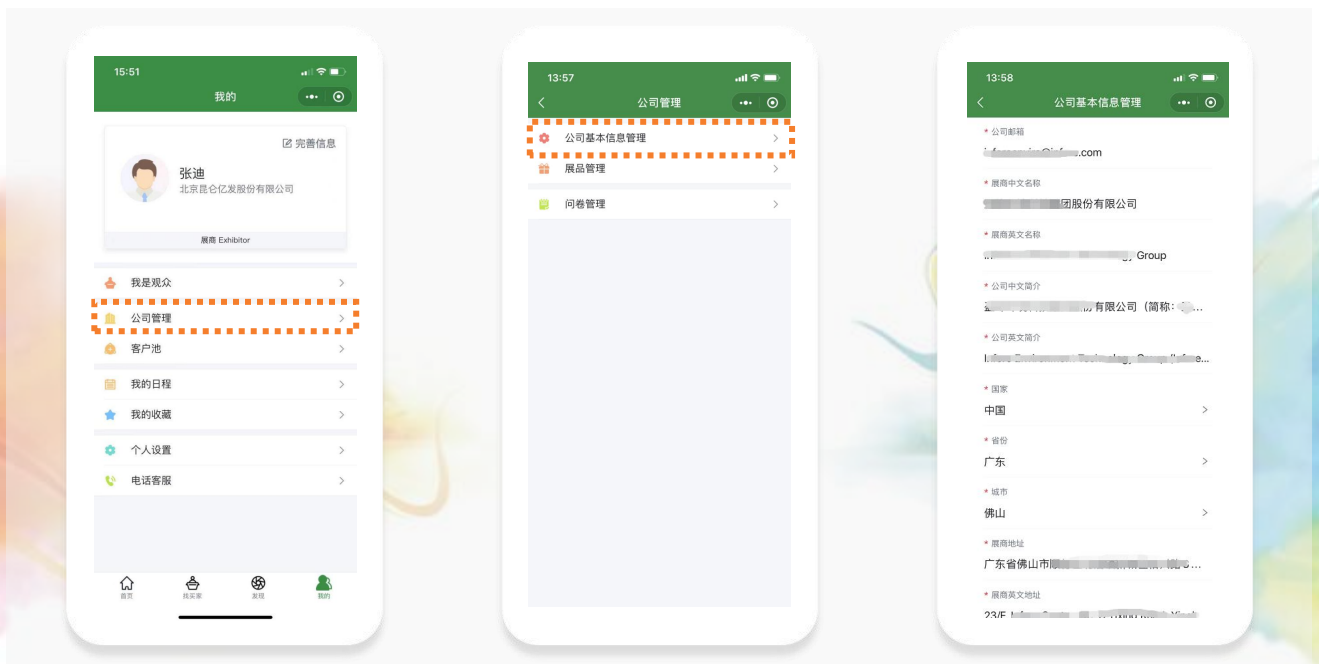 15:51
我的
完善信息
张迪
北京昆仑亿发股份有限公司
展商 Exhibitor
我是观众
公司管理
客户池
我的日程
我的收藏
个人设置
电话客服
首页
找买家
发现
我的
13:57
公司管理
公司基本信息管理
展品管理
问卷管理
13:58
公司基本信息管理
* 公司邮箱
.com
* 展商中文名称
团股份有限公司
* 展商英文名称
Group
* 公司中文简介
有限公司（简称：
* 公司英文简介
* 国家
中国
* 省份
广东
* 城市
佛山
* 展商地址
广东省佛山市
* 展商英文地址
23/F